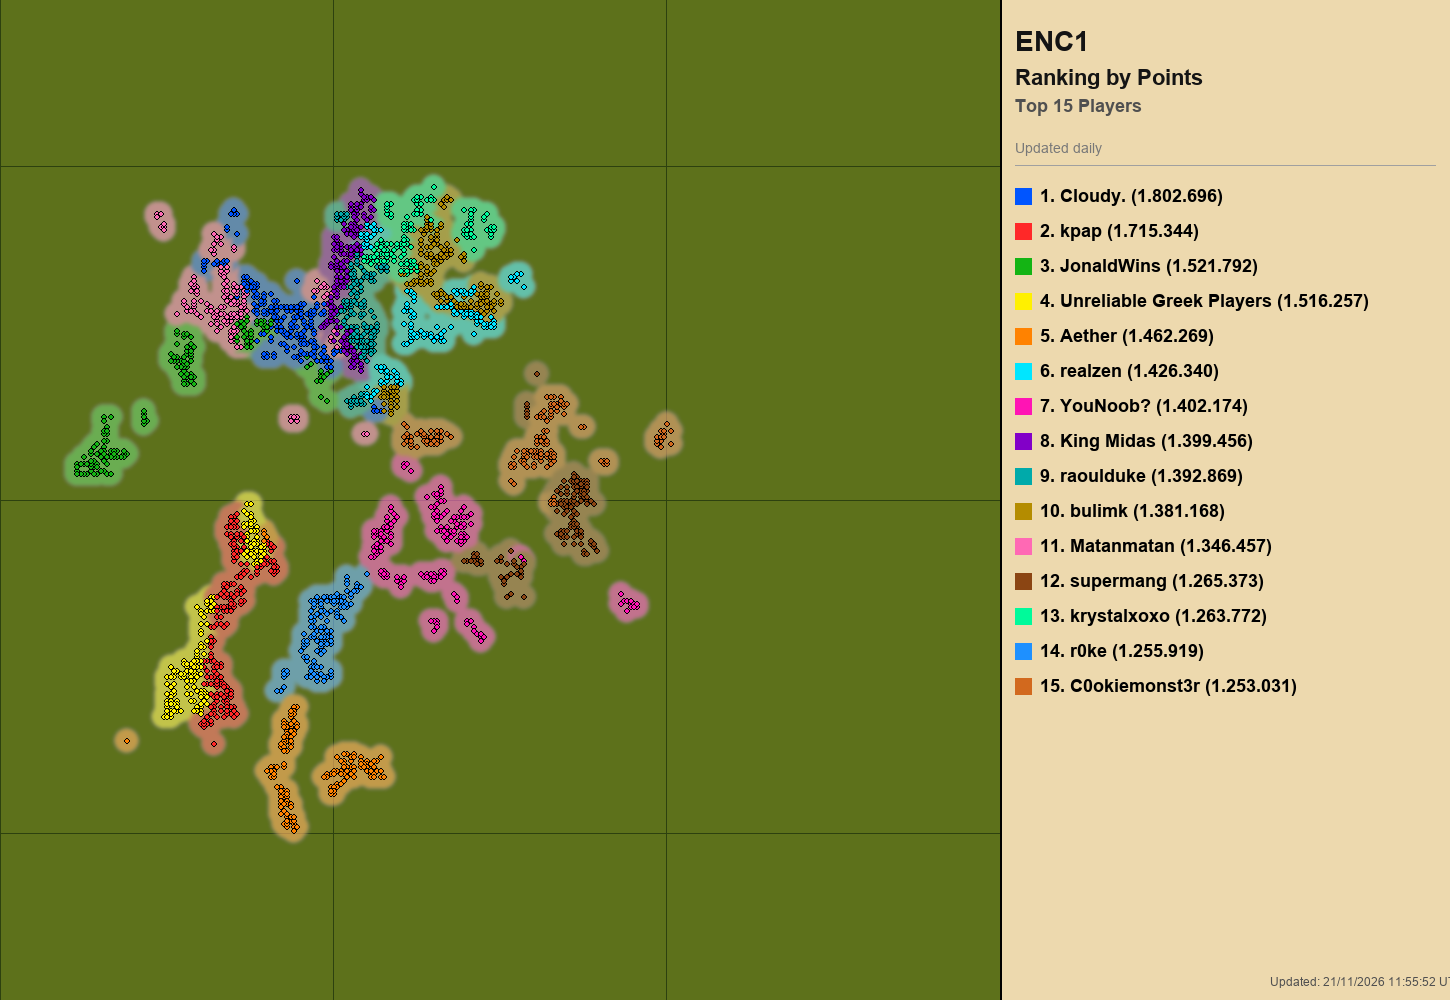 ENC1
Ranking by Points
Top 15 Players
Updated daily
1. Cloudy. (1.802.696)
2. kpap (1.715.344)
3. JonaldWins (1.521.792)
4. Unreliable Greek Players (1.516.257)
5. Aether (1.462.269)
6. realzen (1.426.340)
7. YouNoob? (1.402.174)
8. King Midas (1.399.456)
9. raoulduke (1.392.869)
10. bulimk (1.381.168)
11. Matanmatan (1.346.457)
12. supermang (1.265.373)
13. krystalxoxo (1.263.772)
14. r0ke (1.255.919)
15. C0okiemonst3r (1.253.031)
Updated: 21/11/2026 11:55:52